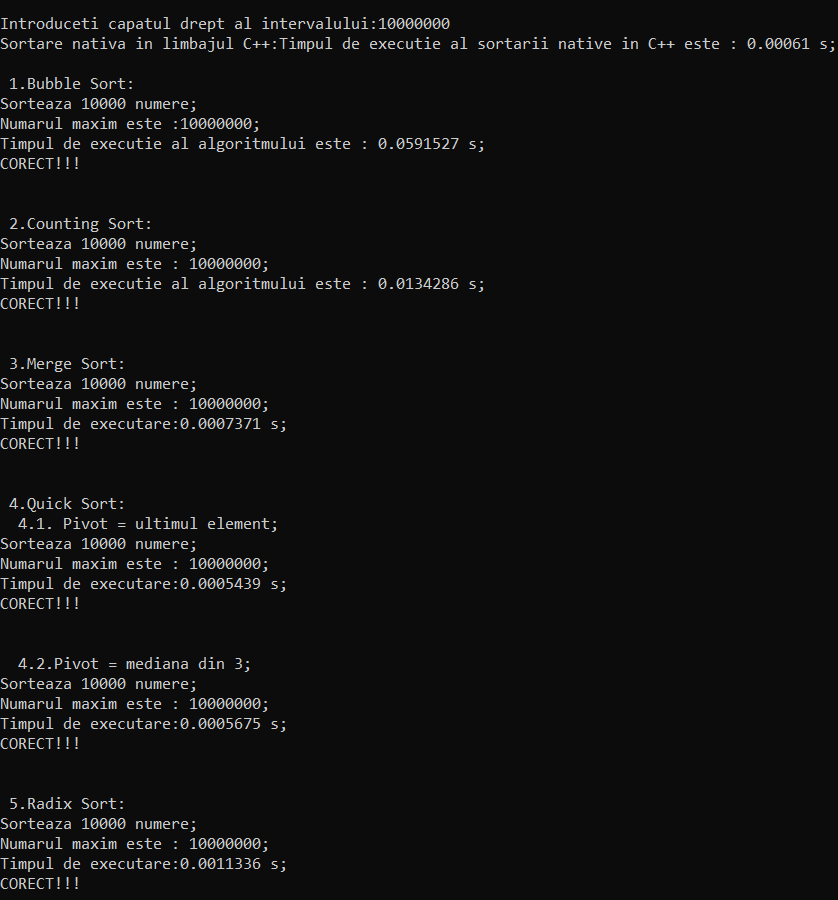 Introduceti capatul drept al intervalului:10000000
Sortare nativa in limbajul C++:Timpul de executie al sortarii native in C++ este : 0.00061 s;
1.Bubble Sort:
Sorteaza 10000 numere;
Numarul maxim este :10000000;
Timpul de executie al algoritmului este : 0.0591527 s;
CORECT!!!
2.Counting Sort:
Sorteaza 10000 numere;
Numarul maxim este : 10000000;
Timpul de executie al algoritmului este : 0.0134286 s;
CORECT!!!
3.Merge Sort:
Sorteaza 10000 numere;
Numarul maxim este : 10000000;
Timpul de executare:0.0007371 s;
CORECT!!!
4.Quick Sort:
4.1. Pivot = ultimul element;
Sorteaza 10000 numere;
Numarul maxim este : 10000000;
Timpul de executare:0.0005439 s;
CORECT!!!
4.2.Pivot = mediana din 3;
Sorteaza 10000 numere;
Numarul maxim este : 10000000;
Timpul de executare:0.0005675 s;
CORECT!!!
5.Radix Sort:
Sorteaza 10000 numere;
Numarul maxim este : 10000000;
Timpul de executare:0.0011336 s;
CORECT!!!